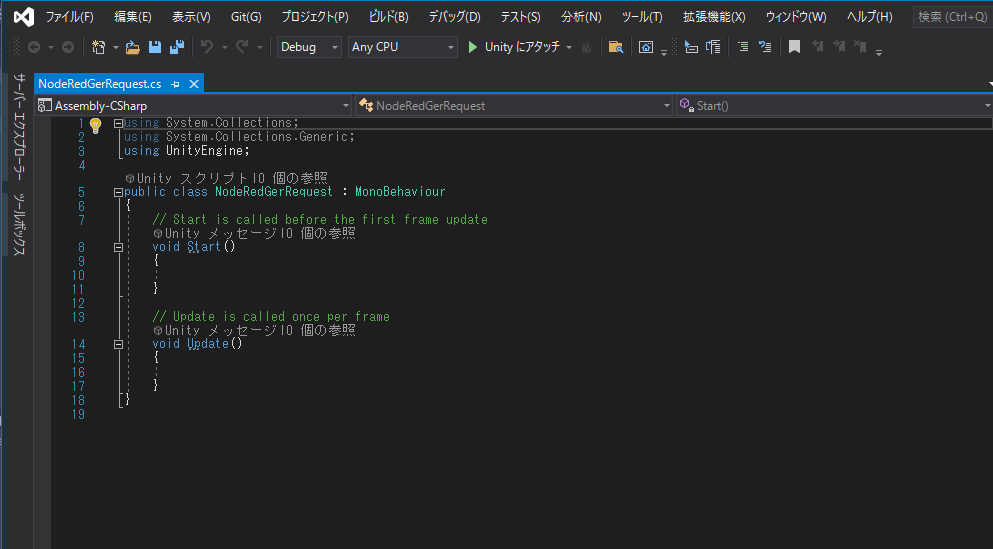 ファイル(F) 編集(E) 表示(V) Git(G) プロジェクト(P) ビルド(B) デバッグ(D) テスト(S) 分析(N) ツール(T) 拡張機能(X) ウィンドウ(W) ヘルプ(H) 検索 (Ctrl+Q)
Debug Any CPU Unity にアタッチ
サーバー エクスプローラー
ツールボックス
NodeRedGerRequest.cs
Assembly-CSharp NodeRedGerRequest Start()
1 using System.Collections;
2 using System.Collections.Generic;
3 using UnityEngine;
4
Unity スクリプト|0 個の参照
5 public class NodeRedGerRequest : MonoBehaviour
6 {
7 // Start is called before the first frame update
Unity メッセージ|0 個の参照
8 void Start()
9 {
10
11 }
12
13 // Update is called once per frame
Unity メッセージ|0 個の参照
14 void Update()
15 {
16
17 }
18 }
19